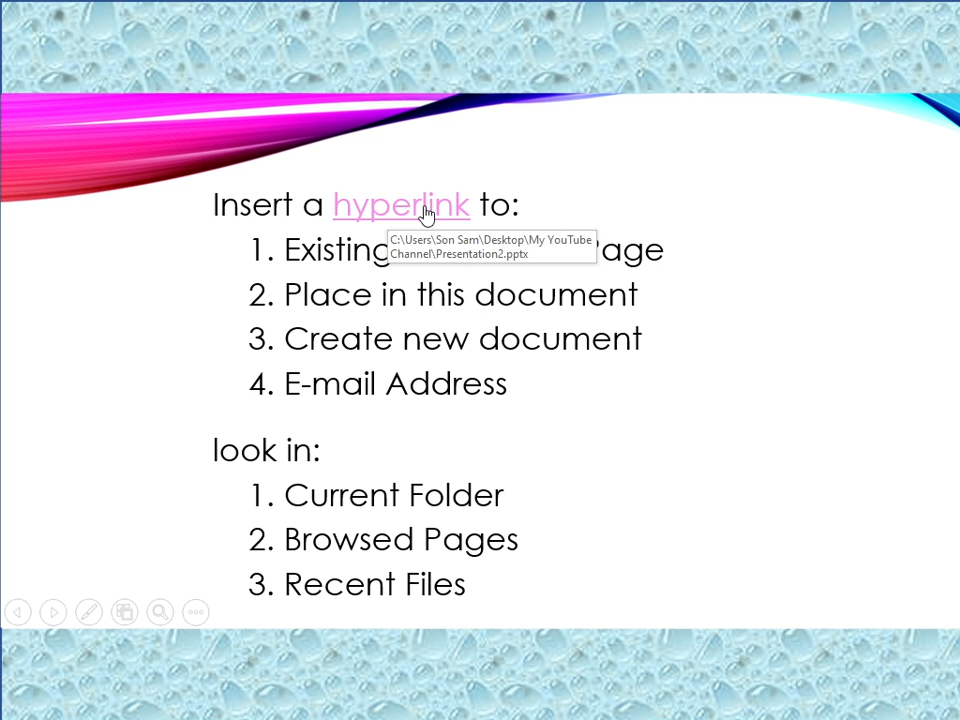 Insert a hyperlink to:
1. Existing age
C:\Users\Son Sam\Desktop\My YouTube
Channel\Presentation2.pptx
2. Place in this document
3. Create new document
4. E-mail Address
look in:
1. Current Folder
2. Browsed Pages
3. Recent Files